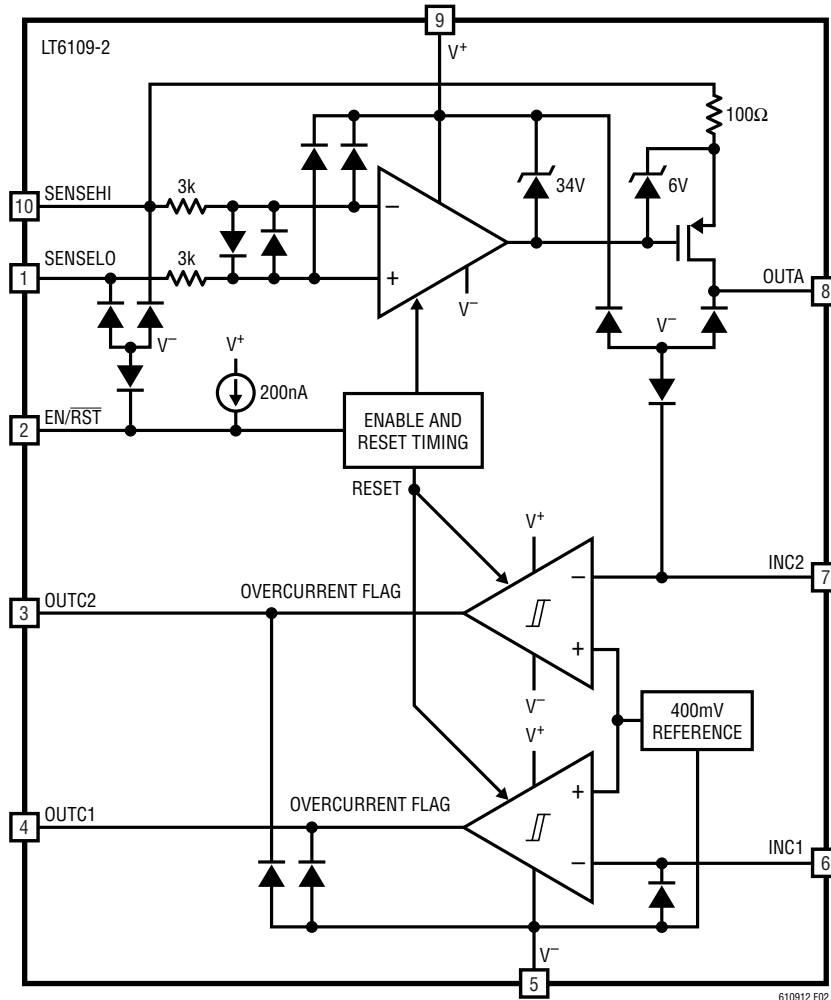 LT6109-2
9
V⁺
100Ω
3k
34V
6V
10
SENSEHI
−
1
SENSELO
3k
+
V⁻
OUTA
8
V⁻
V⁻
V⁺
200nA
2
EN/R̅S̅T̅
ENABLE AND
RESET TIMING
RESET
V⁺
INC2
7
−
OVERCURRENT FLAG
3
OUTC2
+
V⁻
400mV
REFERENCE
V⁺
+
OVERCURRENT FLAG
4
OUTC1
−
INC1
6
V⁻
5
610912 F02